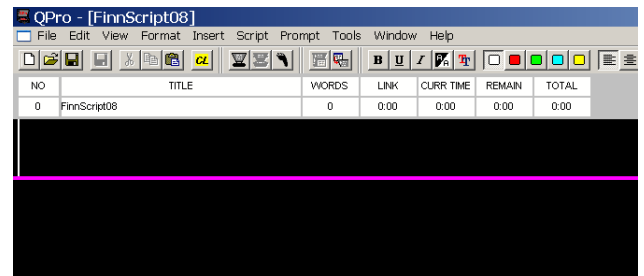 QPro - [FinnScript08]
File Edit View Format Insert Script Prompt Tools Window Help
CL B U I
NO TITLE WORDS LINK CURR TIME REMAIN TOTAL
0 FinnScript08 0 0:00 0:00 0:00 0:00